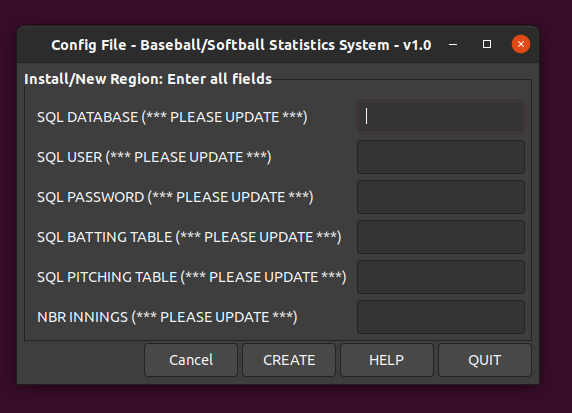 Config File - Baseball/Softball Statistics System - v1.0
Install/New Region: Enter all fields
SQL DATABASE (*** PLEASE UPDATE ***)
SQL USER (*** PLEASE UPDATE ***)
SQL PASSWORD (*** PLEASE UPDATE ***)
SQL BATTING TABLE (*** PLEASE UPDATE ***)
SQL PITCHING TABLE (*** PLEASE UPDATE ***)
NBR INNINGS (*** PLEASE UPDATE ***)
Cancel CREATE HELP QUIT